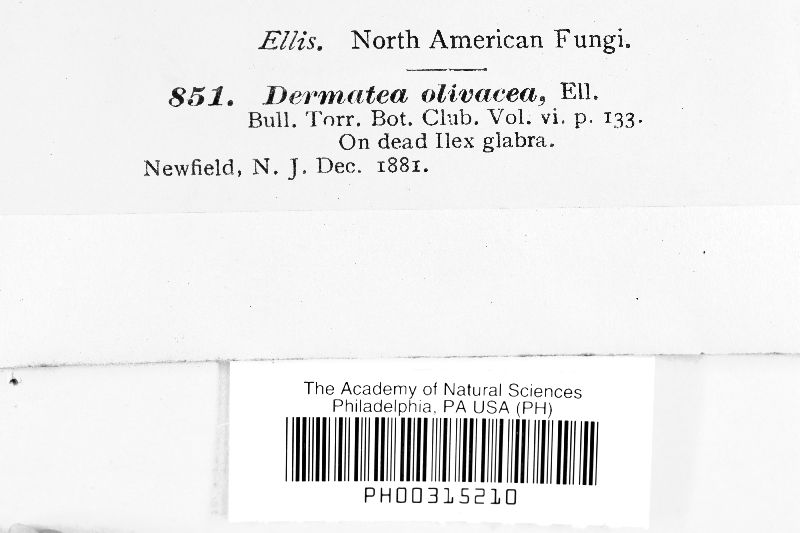 Ellis. North American Fungi.
851. Dermatea olivacea, Ell.
Bull. Torr. Bot. Club. Vol. vi. p. 133.
On dead Ilex glabra.
Newfield, N. J. Dec. 1881.
The Academy of Natural Sciences
Philadelphia, PA USA (PH)
PH00315210